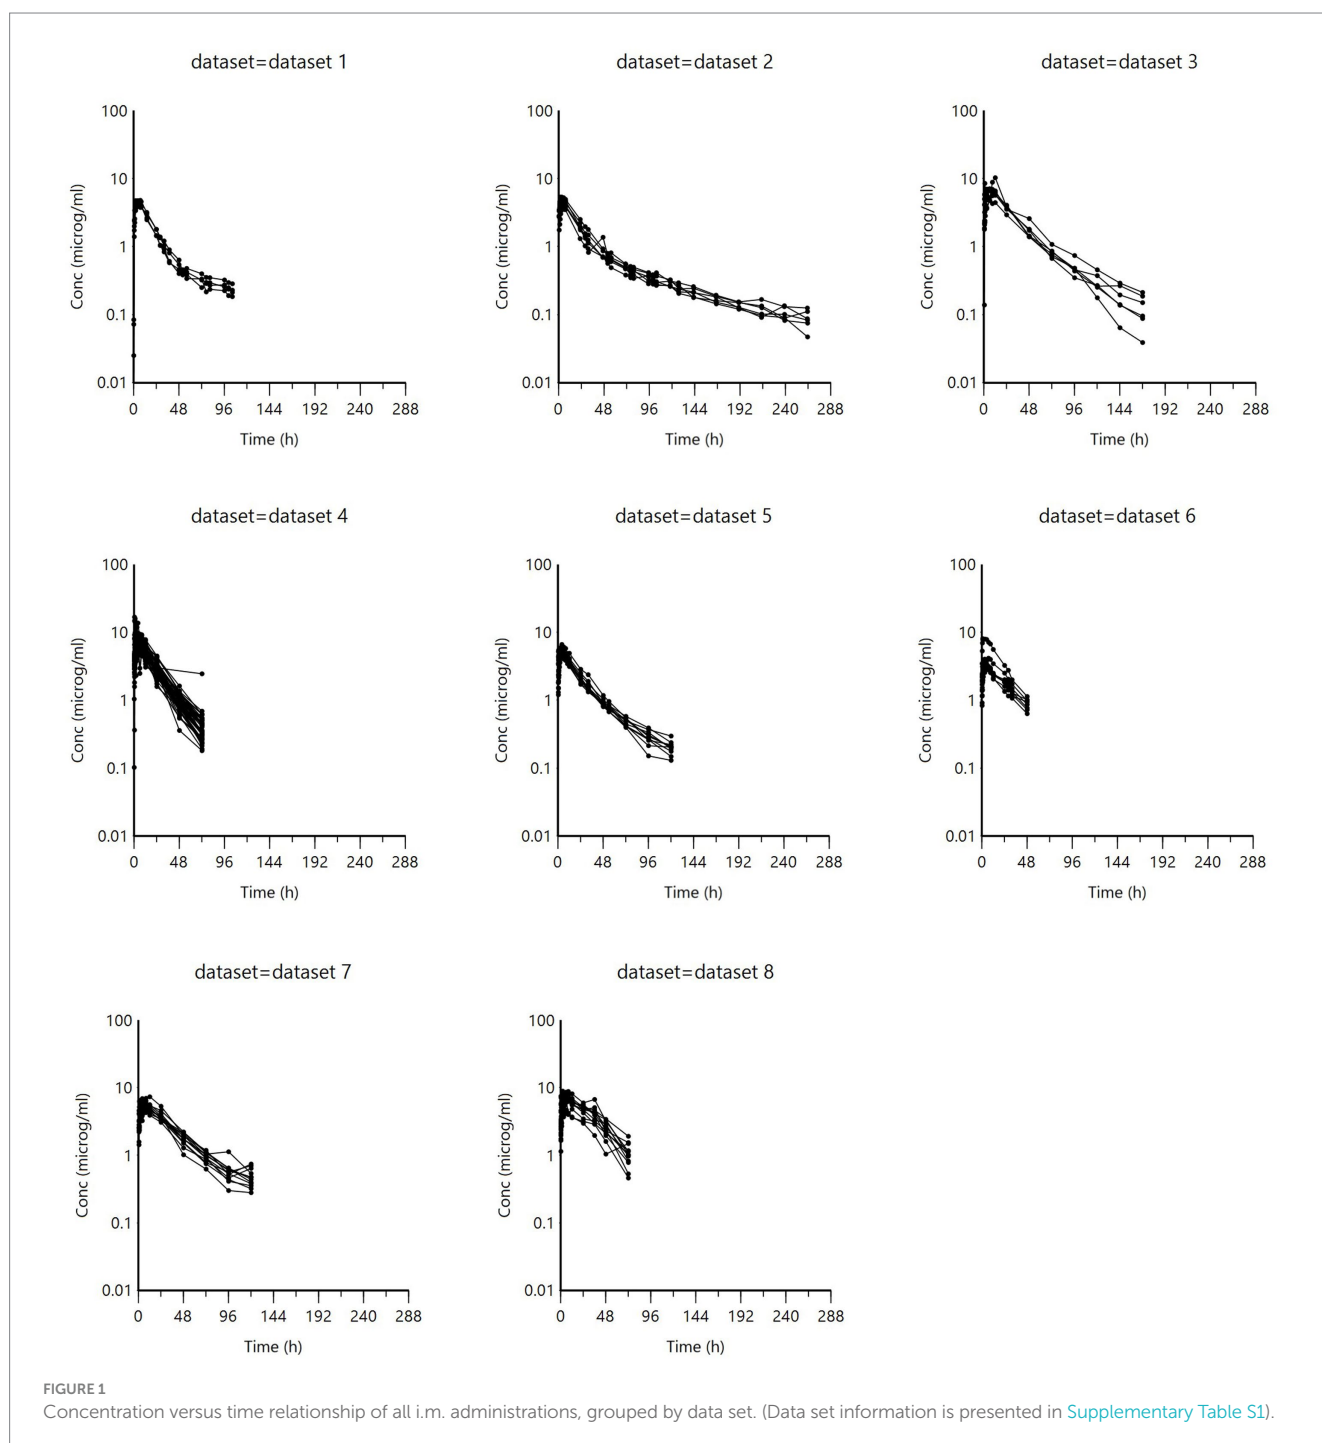 dataset=dataset 1
dataset=dataset 2
dataset=dataset 3
100
10
1
0.1
0.01
Conc (microg/ml)
0 48 96 144 192 240 288
Time (h)
100
10
1
0.1
0.01
Conc (microg/ml)
0 48 96 144 192 240 288
Time (h)
100
10
1
0.1
0.01
Conc (microg/ml)
0 48 96 144 192 240 288
Time (h)
dataset=dataset 4
dataset=dataset 5
dataset=dataset 6
100
10
1
0.1
0.01
Conc (microg/ml)
0 48 96 144 192 240 288
Time (h)
100
10
1
0.1
0.01
Conc (microg/ml)
0 48 96 144 192 240 288
Time (h)
100
10
1
0.1
0.01
Conc (microg/ml)
0 48 96 144 192 240 288
Time (h)
dataset=dataset 7
dataset=dataset 8
100
10
1
0.1
0.01
Conc (microg/ml)
0 48 96 144 192 240 288
Time (h)
100
10
1
0.1
0.01
Conc (microg/ml)
0 48 96 144 192 240 288
Time (h)
FIGURE 1
Concentration versus time relationship of all i.m. administrations, grouped by data set. (Data set information is presented in Supplementary Table S1).